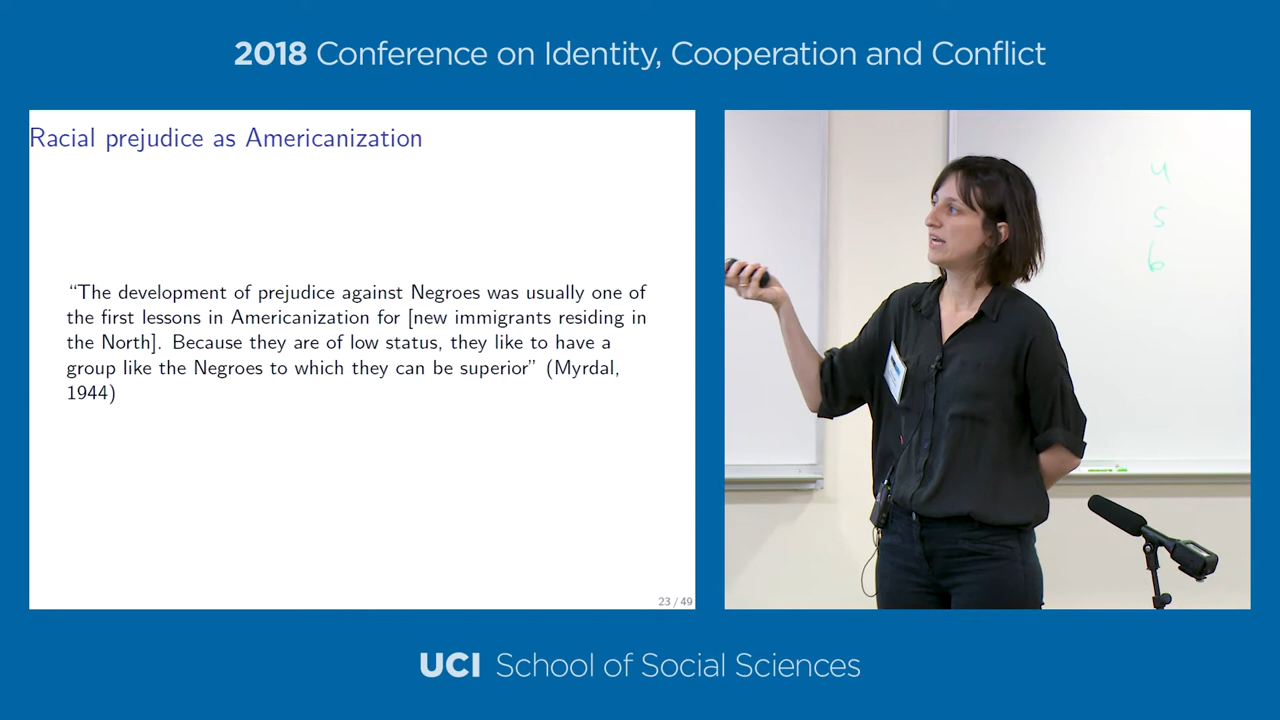 2018 Conference on Identity, Cooperation and Conflict
Racial prejudice as Americanization
“The development of prejudice against Negroes was usually one of
the first lessons in Americanization for [new immigrants residing in
the North]. Because they are of low status, they like to have a
group like the Negroes to which they can be superior” (Myrdal,
1944)
23 / 49
4
5
6
UCI School of Social Sciences